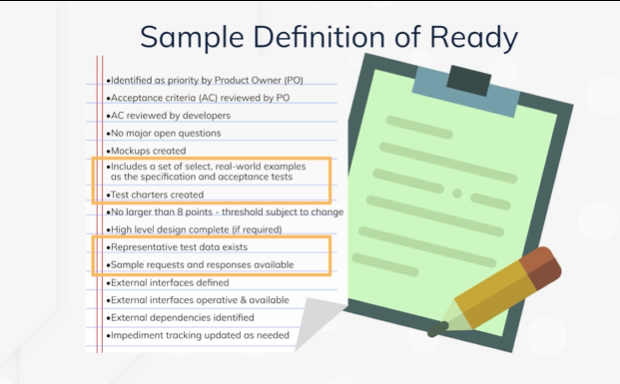 Sample Definition of Ready
•Identified as priority by Product Owner (PO)
•Acceptance criteria (AC) reviewed by PO
•AC reviewed by developers
•No major open questions
•Mockups created
•Includes a set of select, real-world examples
as the specification and acceptance tests
•Test charters created
•No larger than 8 points - threshold subject to change
•High level design complete (if required)
•Representative test data exists
•Sample requests and responses available
•External interfaces defined
•External interfaces operative & available
•External dependencies identified
•Impediment tracking updated as needed